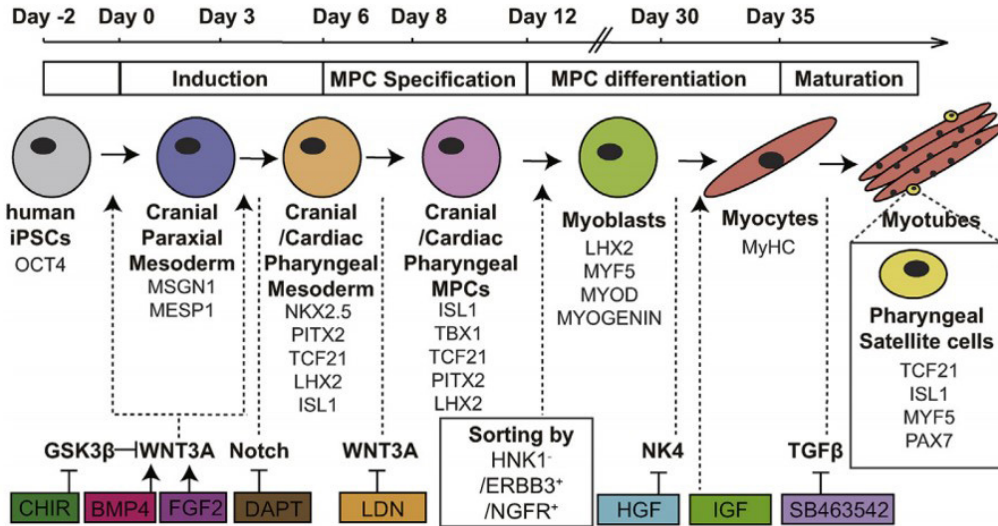 Day -2 Day 0 Day 3 Day 6 Day 8 Day 12 Day 30 Day 35
Induction MPC Specification MPC differentiation Maturation
human
iPSCs
OCT4
Cranial
Paraxial
Mesoderm
MSGN1
MESP1
Cranial
/Cardiac
Pharyngeal
Mesoderm
NKX2.5
PITX2
TCF21
LHX2
ISL1
Cranial
/Cardiac
Pharyngeal
MPCs
ISL1
TBX1
TCF21
PITX2
LHX2
Myoblasts
LHX2
MYF5
MYOD
MYOGENIN
Myocytes
MyHC
Myotubes
Pharyngeal
Satellite cells
TCF21
ISL1
MYF5
PAX7
Sorting by
HNK1⁻
/ERBB3⁺
/NGFR⁺
GSK3β WNT3A Notch WNT3A NK4 TGFβ
CHIR BMP4 FGF2 DAPT LDN HGF IGF SB463542